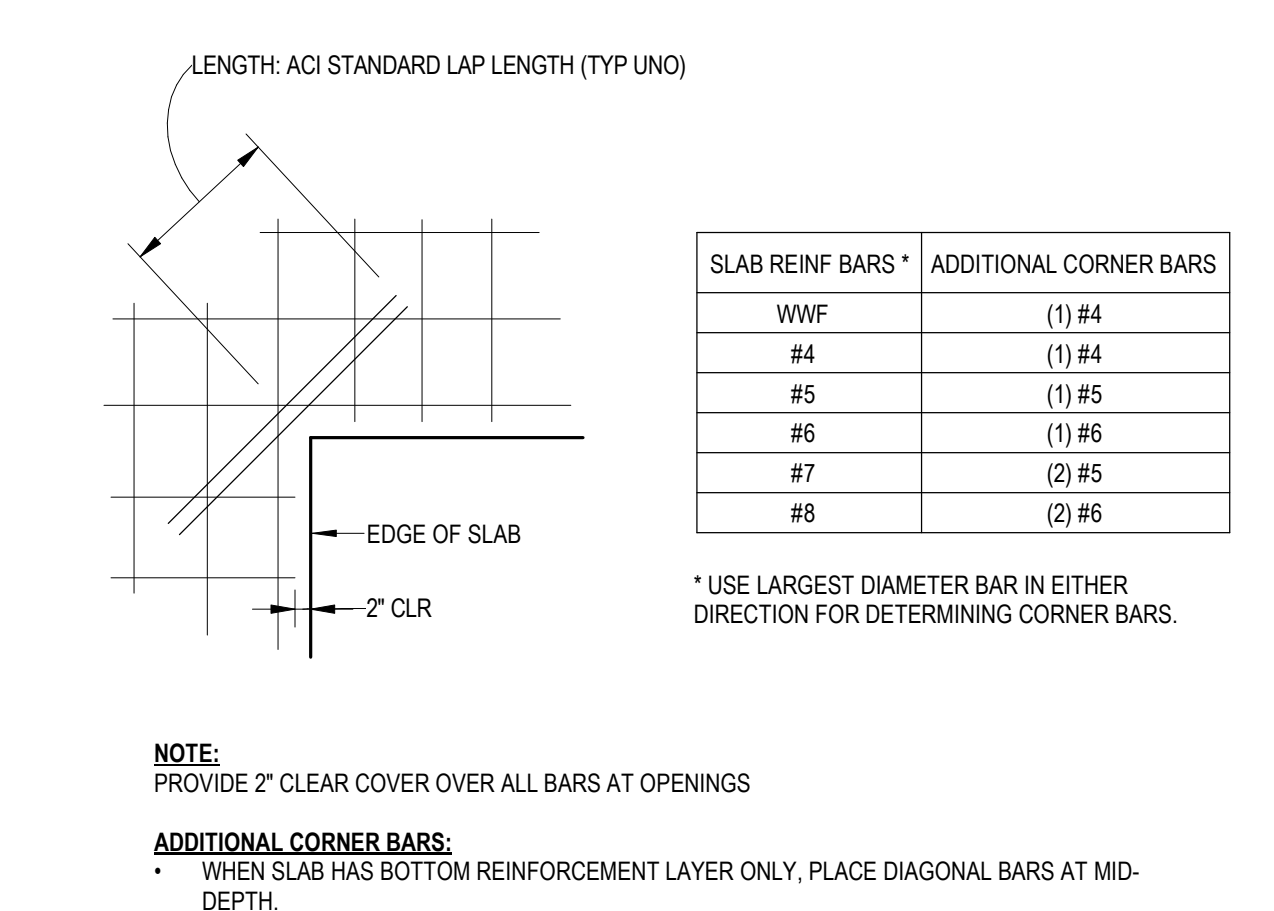 LENGTH: ACI STANDARD LAP LENGTH (TYP UNO)
SLAB REINF BARS * ADDITIONAL CORNER BARS
WWF (1) #4
#4 (1) #4
#5 (1) #5
#6 (1) #6
#7 (2) #5
#8 (2) #6
EDGE OF SLAB
2" CLR
* USE LARGEST DIAMETER BAR IN EITHER
DIRECTION FOR DETERMINING CORNER BARS.
NOTE:
PROVIDE 2" CLEAR COVER OVER ALL BARS AT OPENINGS
ADDITIONAL CORNER BARS:
• WHEN SLAB HAS BOTTOM REINFORCEMENT LAYER ONLY, PLACE DIAGONAL BARS AT MID-
DEPTH.